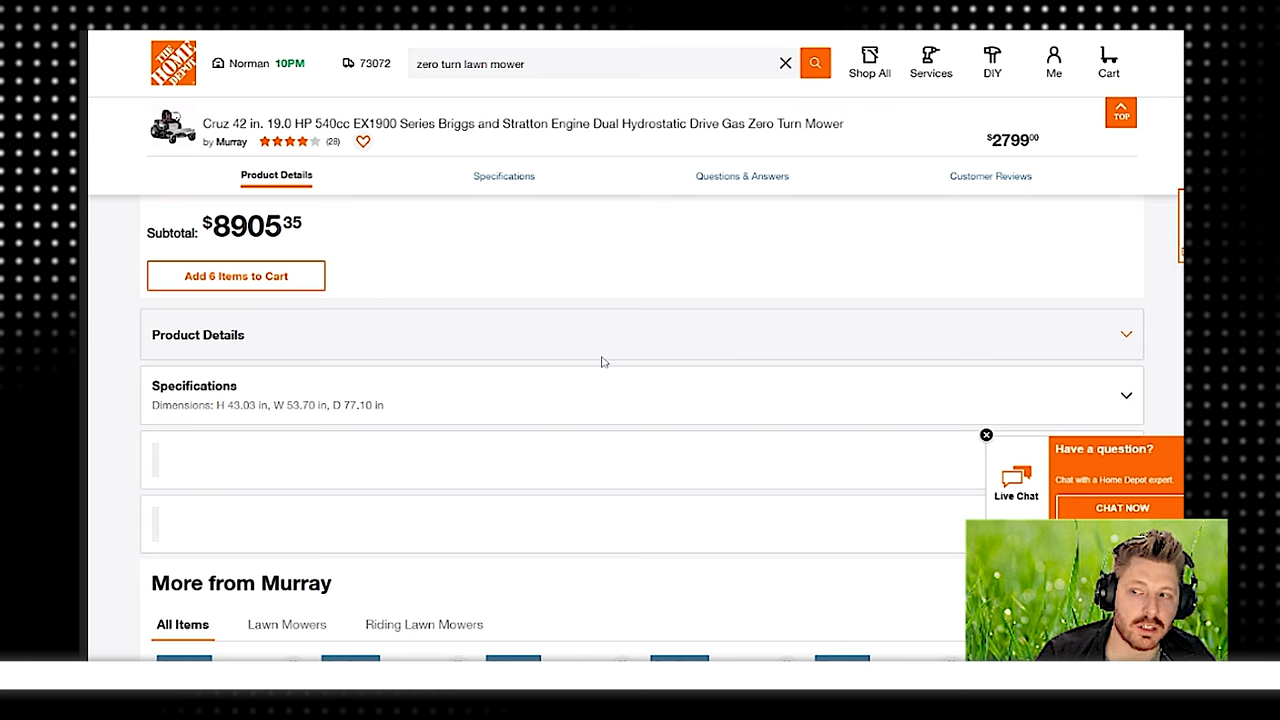 THE HOME DEPOT
Norman 10PM
73072
zero turn lawn mower
Shop All
Services
DIY
Me
Cart
Cruz 42 in. 19.0 HP 540cc EX1900 Series Briggs and Stratton Engine Dual Hydrostatic Drive Gas Zero Turn Mower
by Murray (28)
$279900
TOP
Product Details
Specifications
Questions & Answers
Customer Reviews
Subtotal: $890535
Add 6 Items to Cart
Product Details
Specifications
Dimensions: H 43.03 in, W 53.70 in, D 77.10 in
Have a question?
Chat with a Home Depot expert.
Live Chat
CHAT NOW
More from Murray
All Items
Lawn Mowers
Riding Lawn Mowers